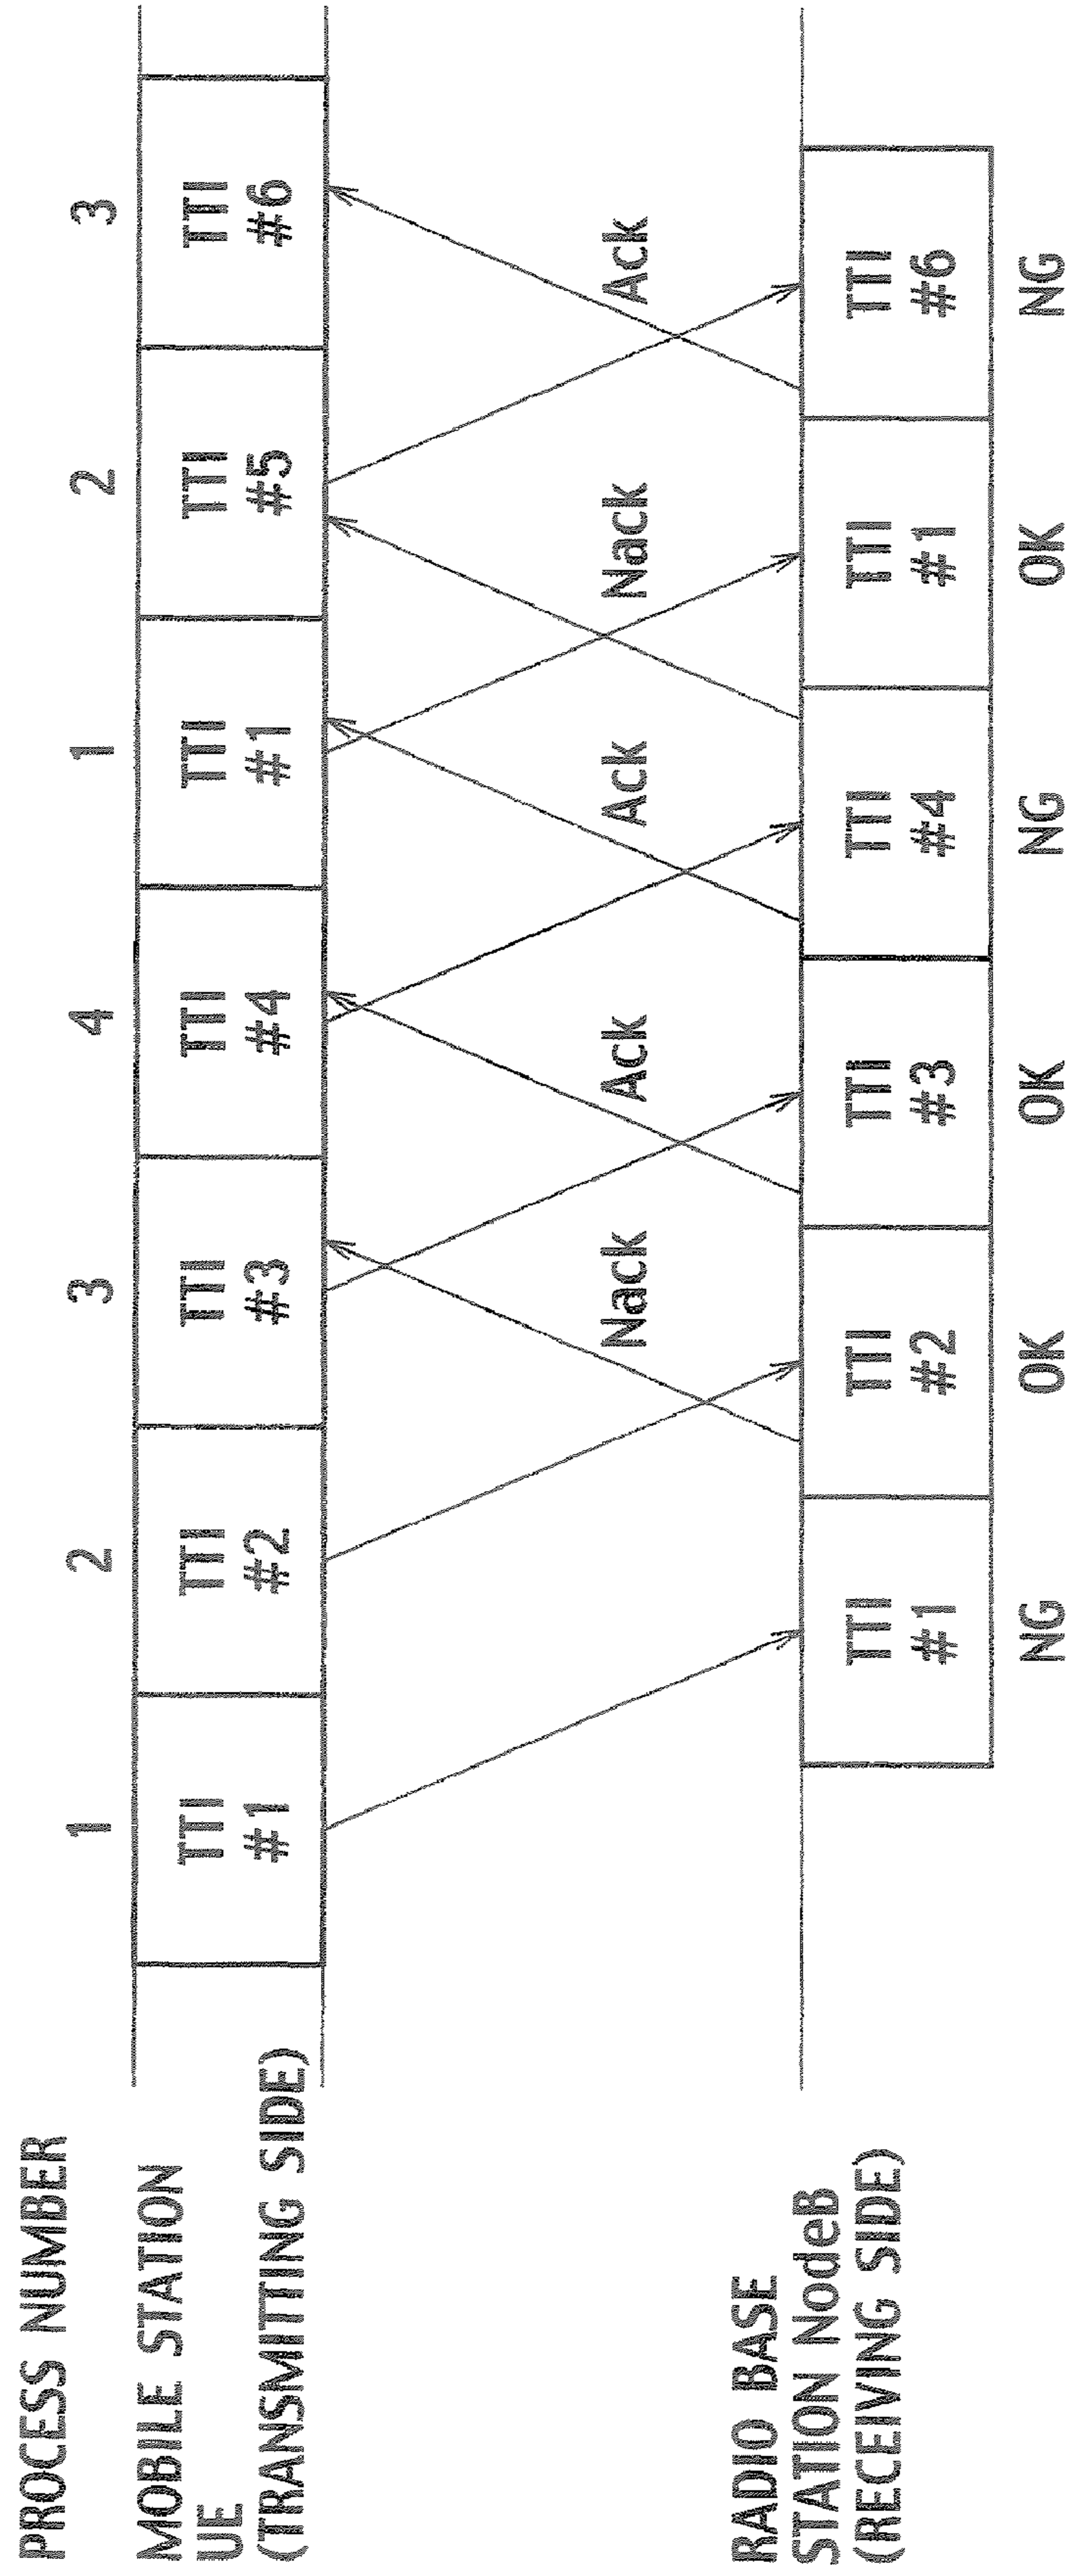 PROCESS NUMBER
1
2
3
4
1
2
3
MOBILE STATION
UE
(TRANSMITTING SIDE)
TTI
#1
TTI
#2
TTI
#3
TTI
#4
TTI
#1
TTI
#5
TTI
#6
Nack
Ack
Ack
Nack
Ack
RADIO BASE
STATION NodeB
(RECEIVING SIDE)
TTI
#1
TTI
#2
TTI
#3
TTI
#4
TTI
#1
TTI
#6
NG
OK
OK
NG
OK
NG